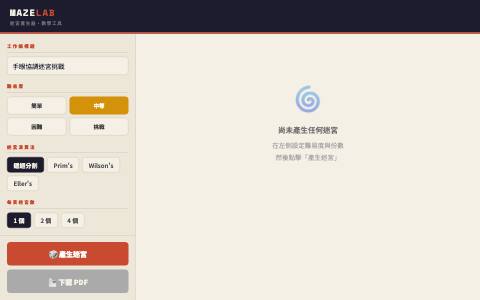 MAZELAB
迷宮產生器・教學工具
工作紙標題
手眼協調迷宮挑戰
難易度
簡單
中等
困難
挑戰
迷宮演算法
遞迴分割
Prim's
Wilson's
Eller's
每頁迷宮數
1 個
2 個
4 個
🎲 產生迷宮
下載 PDF
尚未產生任何迷宮
在左側設定難易度與份數
然後點擊「產生迷宮」